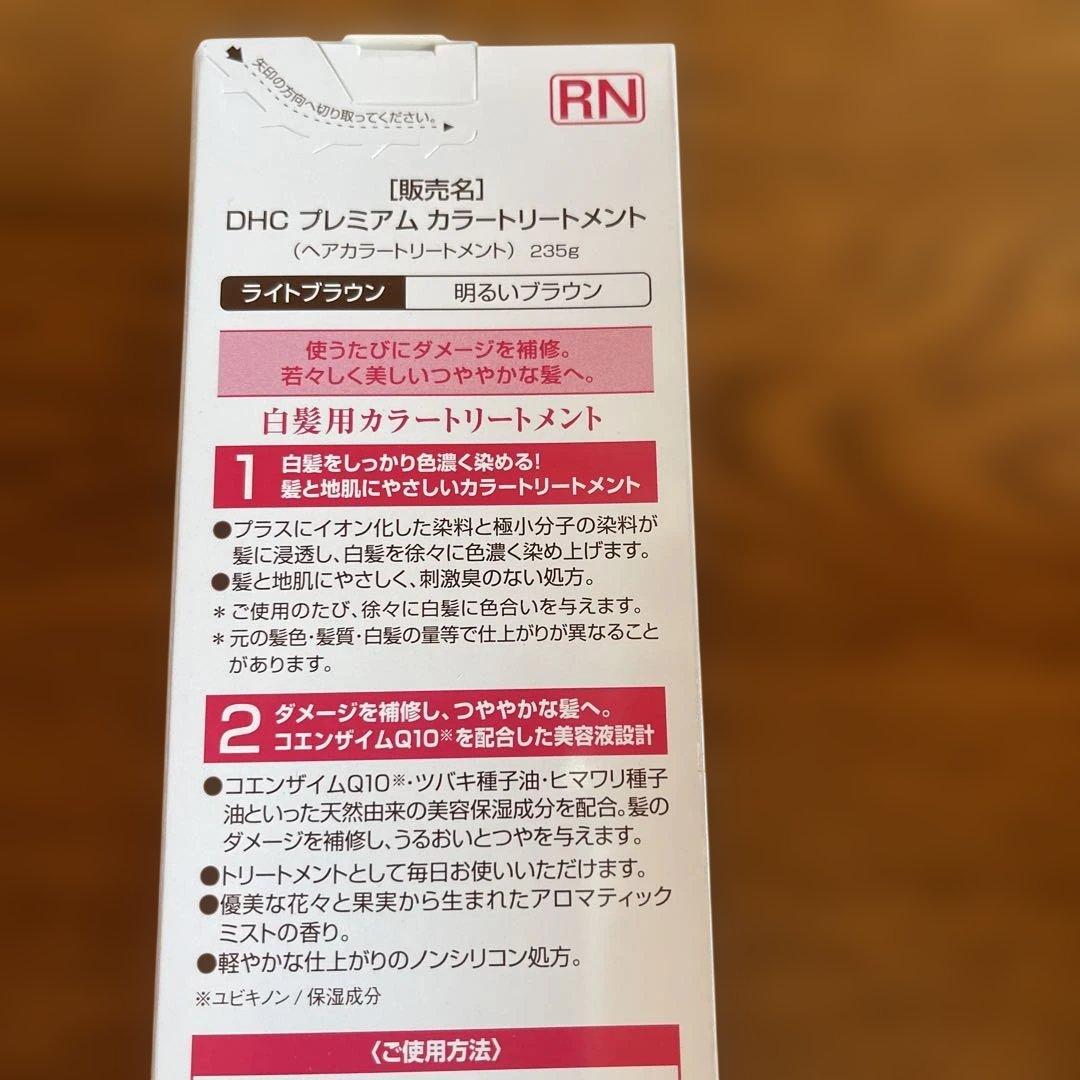 矢印の方向へ切り取ってください。
RN
［販売名］
DHC プレミアム カラートリートメント
（ヘアカラートリートメント） 235g
ライトブラウン 明るいブラウン
使うたびにダメージを補修。
若々しく美しいつややかな髪へ。
白髪用カラートリートメント
1 白髪をしっかり色濃く染める！
髪と地肌にやさしいカラートリートメント
●プラスにイオン化した染料と極小分子の染料が
髪に浸透し、白髪を徐々に色濃く染め上げます。
●髪と地肌にやさしく、刺激臭のない処方。
＊ご使用のたび、徐々に白髪に色合いを与えます。
＊元の髪色・髪質・白髪の量等で仕上がりが異なること
があります。
2 ダメージを補修し、つややかな髪へ。
コエンザイムQ10※を配合した美容液設計
●コエンザイムQ10※・ツバキ種子油・ヒマワリ種子
油といった天然由来の美容保湿成分を配合。髪の
ダメージを補修し、うるおいとつやを与えます。
●トリートメントとして毎日お使いいただけます。
●優美な花々と果実から生まれたアロマティック
ミストの香り。
●軽やかな仕上がりのノンシリコン処方。
※ユビキノン / 保湿成分
〈ご使用方法〉